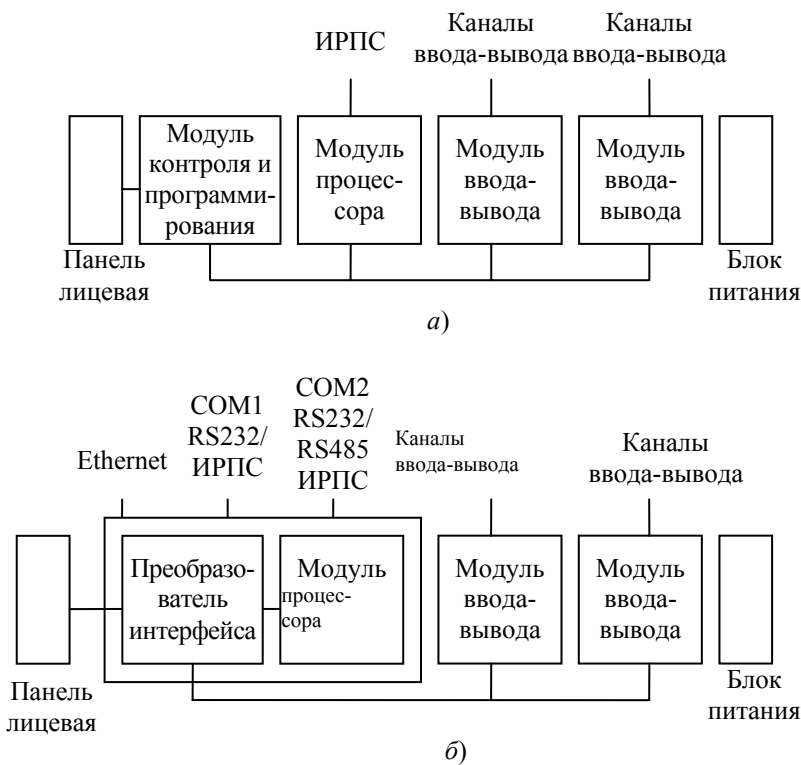 ИРПС
Каналы
ввода-вывода
Каналы
ввода-вывода
Модуль
контроля и
программи-
рования
Модуль
процес-
сора
Модуль
ввода-
вывода
Модуль
ввода-
вывода
Панель
лицевая
Блок
питания
а)
Ethernet
COM1
RS232/
ИРПС
COM2
RS232/
RS485
ИРПС
Каналы
ввода-вывода
Каналы
ввода-вывода
Преобразо-
ватель
интерфейса
Модуль
процес-
сора
Модуль
ввода-
вывода
Модуль
ввода-
вывода
Панель
лицевая
Блок
питания
б)